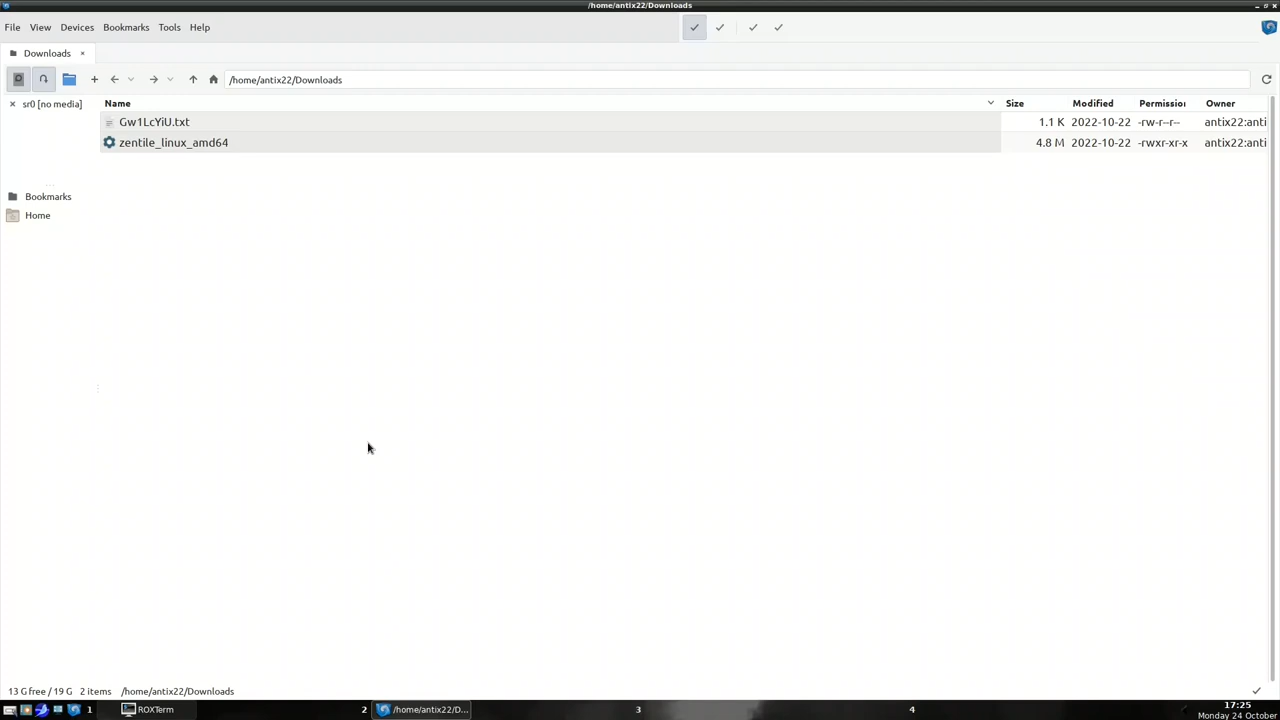 /home/antix22/Downloads
File View Devices Bookmarks Tools Help
Downloads
/home/antix22/Downloads
sr0 [no media]
Name Size Modified Permission Owner
Gw1LcYiU.txt 1.1 K 2022-10-22 -rw-r--r-- antix22:anti
zentile_linux_amd64 4.8 M 2022-10-22 -rwxr-xr-x antix22:anti
Bookmarks
Home
13 G free / 19 G 2 items /home/antix22/Downloads
1 ROXTerm 2 /home/antix22/D... 3 4
17:25
Monday 24 October